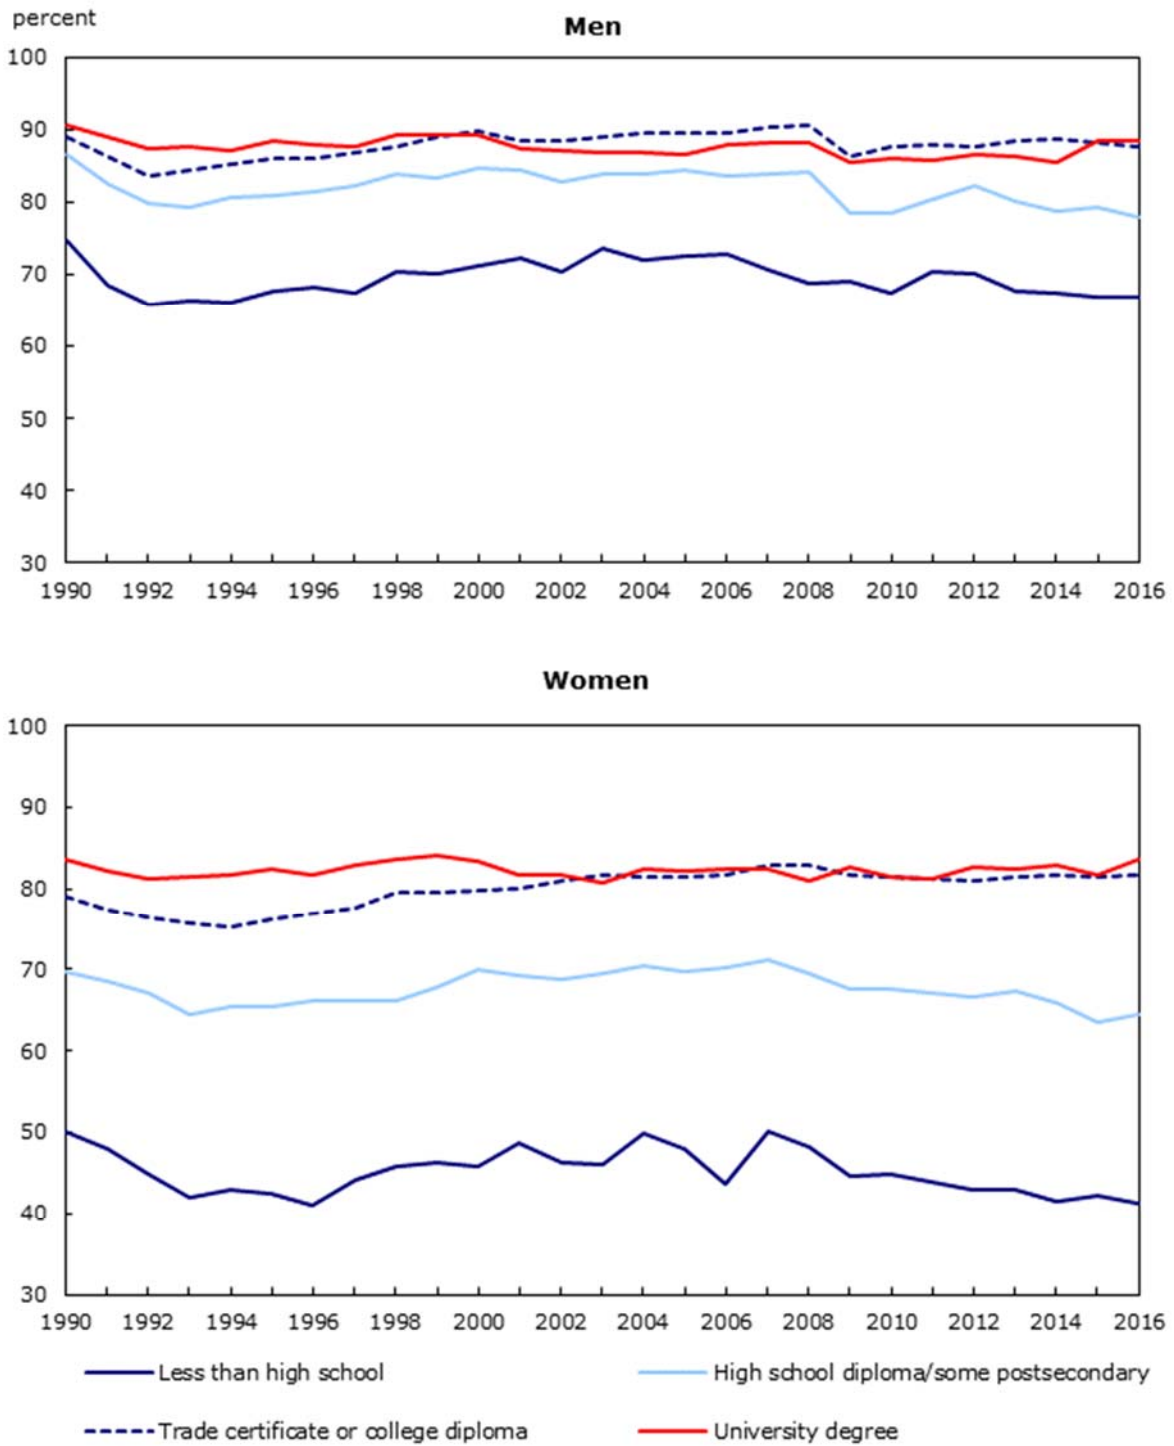 percent
Men
100
90
80
70
60
50
40
30
1990 1992 1994 1996 1998 2000 2002 2004 2006 2008 2010 2012 2014 2016
Women
100
90
80
70
60
50
40
30
1990 1992 1994 1996 1998 2000 2002 2004 2006 2008 2010 2012 2014 2016
Less than high school High school diploma/some postsecondary
Trade certificate or college diploma University degree